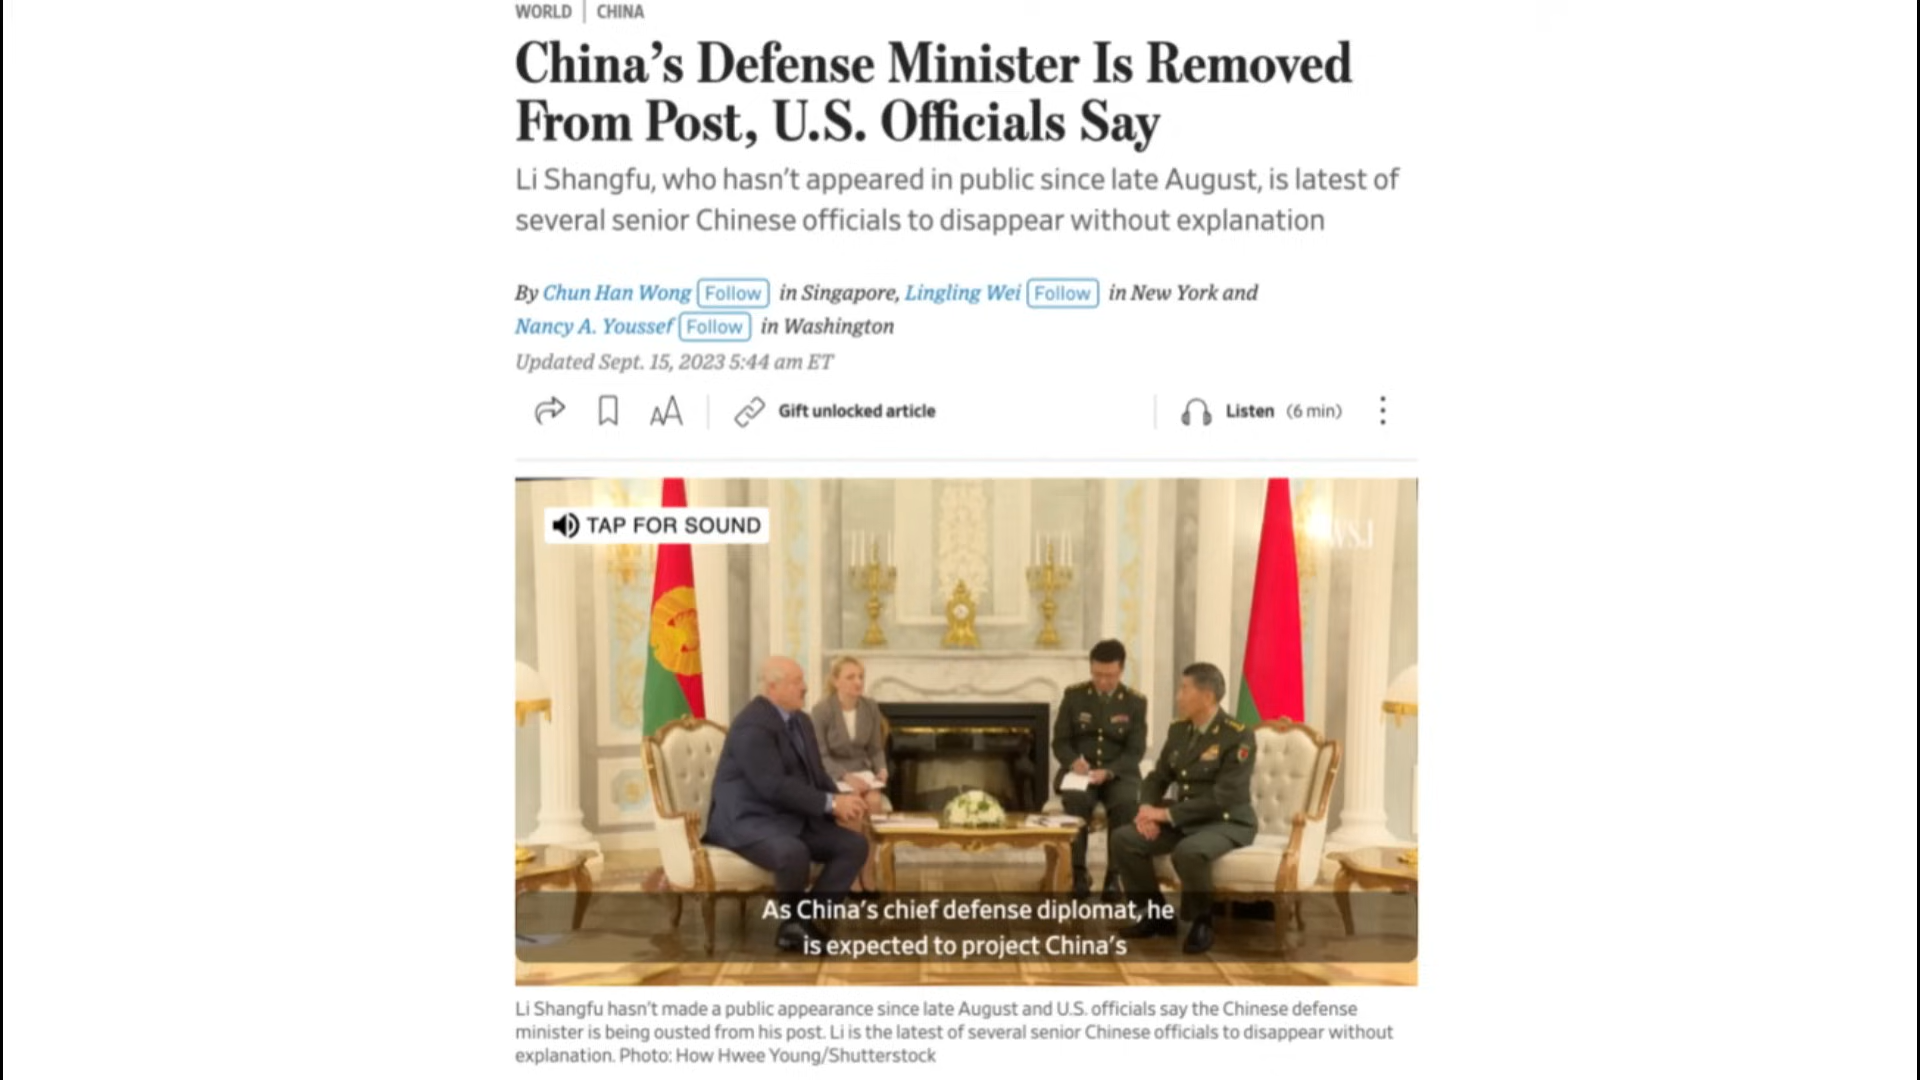 WORLD | CHINA
China's Defense Minister Is Removed
From Post, U.S. Officials Say
Li Shangfu, who hasn't appeared in public since late August, is latest of
several senior Chinese officials to disappear without explanation
By Chun Han Wong Follow in Singapore, Lingling Wei Follow in New York and
Nancy A. Youssef Follow in Washington
Updated Sept. 15, 2023 5:44 am ET
AA Gift unlocked article Listen (6 min)
TAP FOR SOUND
WSJ
As China's chief defense diplomat, he
is expected to project China's
Li Shangfu hasn't made a public appearance since late August and U.S. officials say the Chinese defense
minister is being ousted from his post. Li is the latest of several senior Chinese officials to disappear without
explanation. Photo: How Hwee Young/Shutterstock